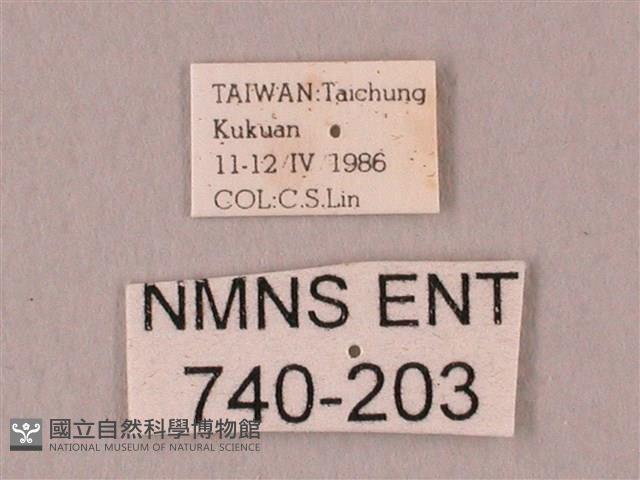 TAIWAN:Taichung
Kukuan
11-12/IV/1986
COL:C.S.Lin
NMNS ENT
740-203
國立自然科學博物館
NATIONAL MUSEUM OF NATURAL SCIENCE